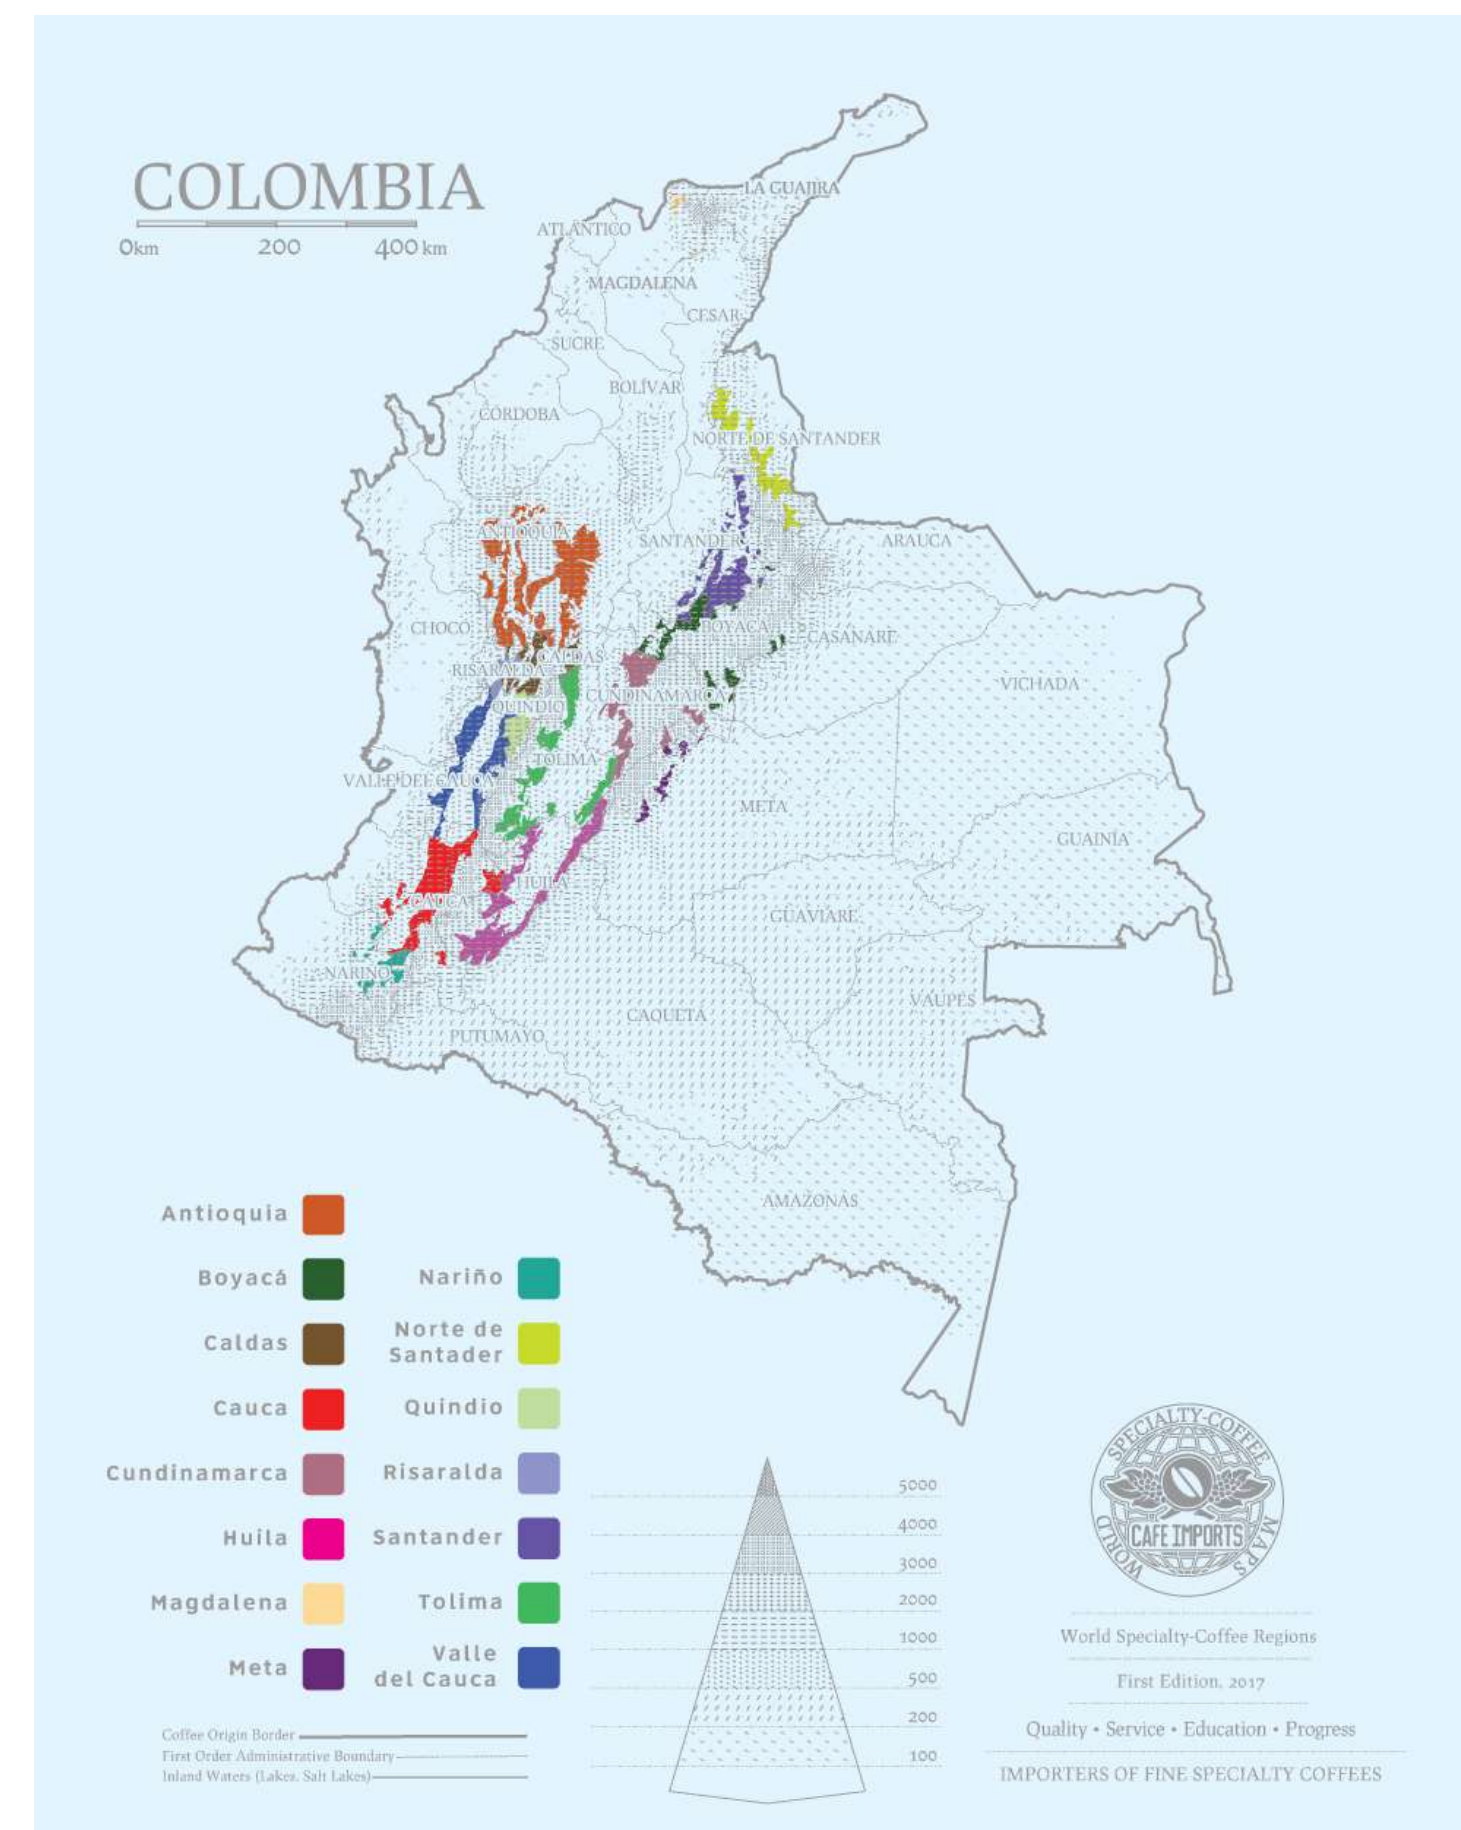 COLOMBIA
0km 200 400 km
LA GUAJIRA
ATLÁNTICO
MAGDALENA
CESAR
SUCRE
BOLÍVAR
CÓRDOBA
NORTE DE SANTANDER
ANTIOQUIA
SANTANDER
ARAUCA
CHOCÓ
BOYACÁ
CASANARE
CALDAS
RISARALDA
VICHADA
CUNDINAMARCA
QUINDIO
TOLIMA
VALLE DEL CAUCA
META
GUAINÍA
HUILA
CAUCA
GUAVIARE
NARIÑO
VAUPÉS
CAQUETÁ
PUTUMAYO
AMAZONAS
Antioquia
Boyacá
Caldas
Cauca
Cundinamarca
Huila
Magdalena
Meta
Nariño
Norte de
Santader
Quindio
Risaralda
Santander
Tolima
Valle
del Cauca
Coffee Origin Border
First Order Administrative Boundary
Inland Waters (Lakes, Salt Lakes)
5000
4000
3000
2000
1000
500
200
100
SPECIALTY-COFFEE
CAFE IMPORTS
WORLD MAPS
World Specialty-Coffee Regions
First Edition, 2017
Quality • Service • Education • Progress
IMPORTERS OF FINE SPECIALTY COFFEES